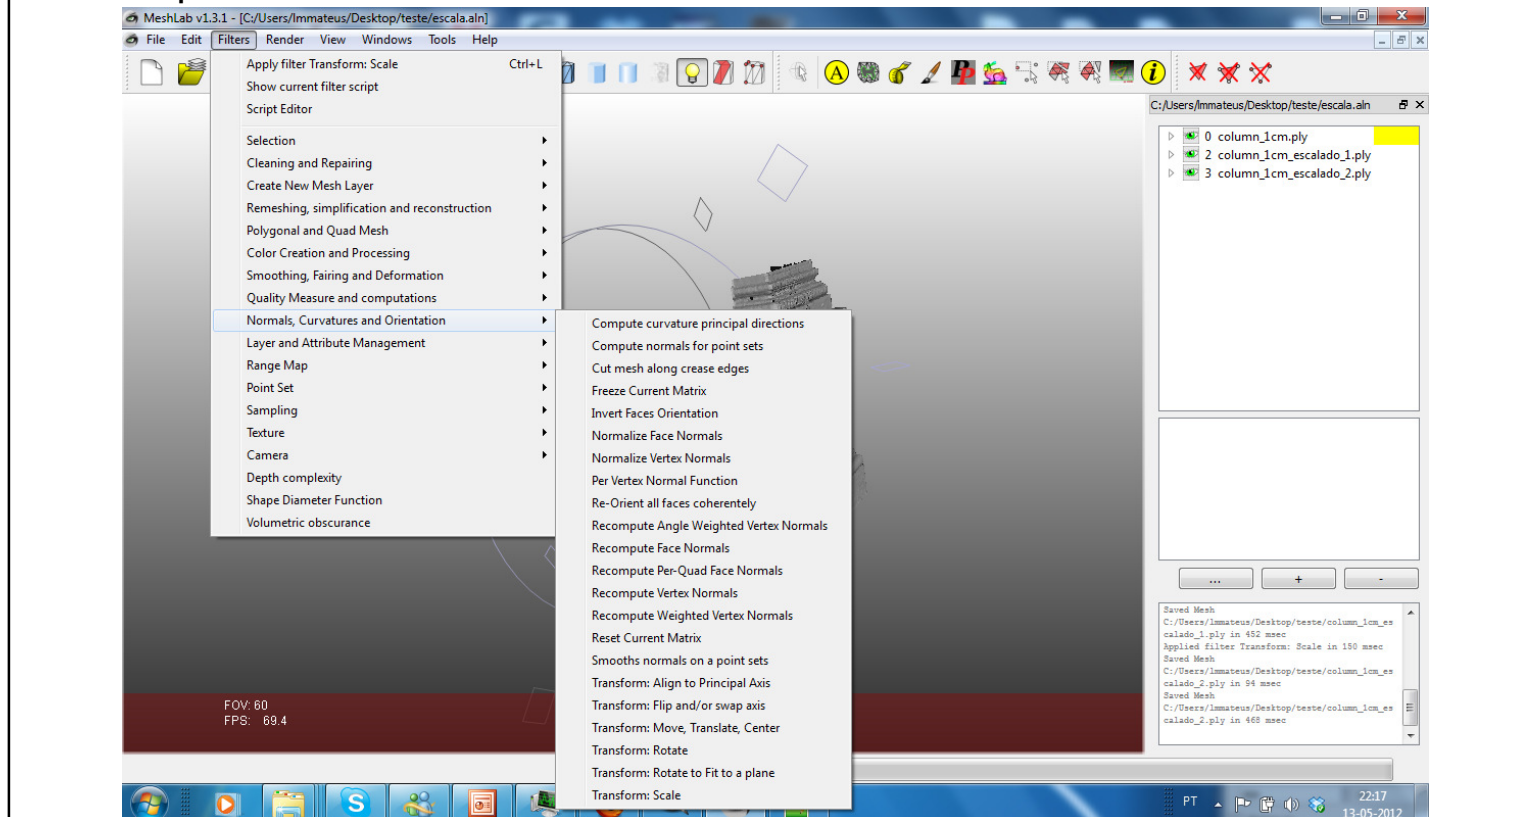 MeshLab v1.3.1 - [C:/Users/lmmateus/Desktop/teste/escala.aln]
File Edit Filters Render View Windows Tools Help
Apply filter Transform: Scale Ctrl+L
Show current filter script
Script Editor
Selection
Cleaning and Repairing
Create New Mesh Layer
Remeshing, simplification and reconstruction
Polygonal and Quad Mesh
Color Creation and Processing
Smoothing, Fairing and Deformation
Quality Measure and computations
Normals, Curvatures and Orientation
Layer and Attribute Management
Range Map
Point Set
Sampling
Texture
Camera
Depth complexity
Shape Diameter Function
Volumetric obscurance
Compute curvature principal directions
Compute normals for point sets
Cut mesh along crease edges
Freeze Current Matrix
Invert Faces Orientation
Normalize Face Normals
Normalize Vertex Normals
Per Vertex Normal Function
Re-Orient all faces coherentely
Recompute Angle Weighted Vertex Normals
Recompute Face Normals
Recompute Per-Quad Face Normals
Recompute Vertex Normals
Recompute Weighted Vertex Normals
Reset Current Matrix
Smooths normals on a point sets
Transform: Align to Principal Axis
Transform: Flip and/or swap axis
Transform: Move, Translate, Center
Transform: Rotate
Transform: Rotate to Fit to a plane
Transform: Scale
C:/Users/lmmateus/Desktop/teste/escala.aln
0 column_1cm.ply
2 column_1cm_escalado_1.ply
3 column_1cm_escalado_2.ply
... + -
Saved Mesh
C:/Users/lmmateus/Desktop/teste/column_1cm_es
calado_1.ply in 452 msec
Applied filter Transform: Scale in 150 msec
Saved Mesh
C:/Users/lmmateus/Desktop/teste/column_1cm_es
calado_2.ply in 94 msec
Saved Mesh
C:/Users/lmmateus/Desktop/teste/column_1cm_es
calado_2.ply in 468 msec
FOV: 60
FPS: 69.4
PT
22:17
13-05-2012